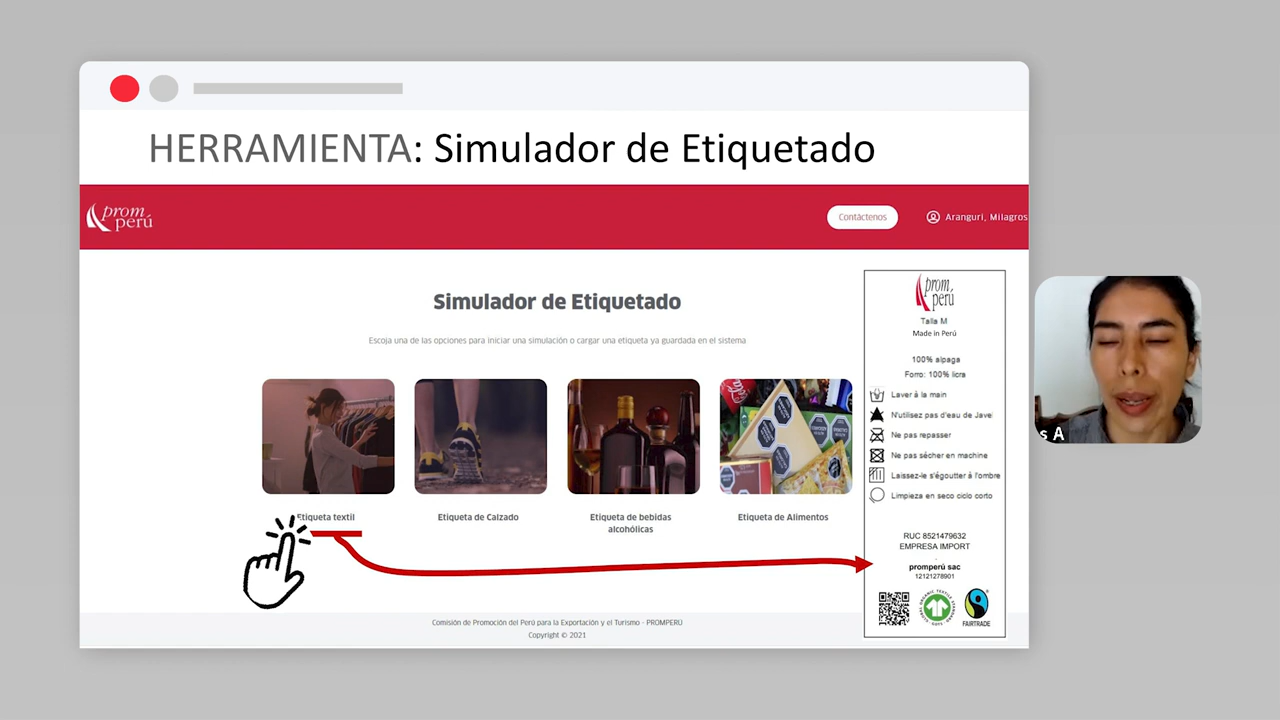 HERRAMIENTA: Simulador de Etiquetado
prom
perú
Contáctenos
Aranguri, Milagros
Simulador de Etiquetado
Escoja una de las opciones para iniciar una simulación o cargar una etiqueta ya guardada en el sistema
Etiqueta textil
Etiqueta de Calzado
Etiqueta de bebidas
alcohólicas
Etiqueta de Alimentos
prom
perú
Talla M
Made in Perú
100% alpaga
Forro: 100% licra
Laver à la main
N'utilisez pas d'eau de Javel
Ne pas repasser
Ne pas sécher en machine
Laissez-le s'égoutter à l'ombre
Limpieza en seco ciclo corto
RUC 8521479632
EMPRESA IMPORT
promperú sac
12121278901
GOTS
FAIRTRADE
Comisión de Promoción del Perú para la Exportación y el Turismo - PROMPERÚ
Copyright © 2021
s A